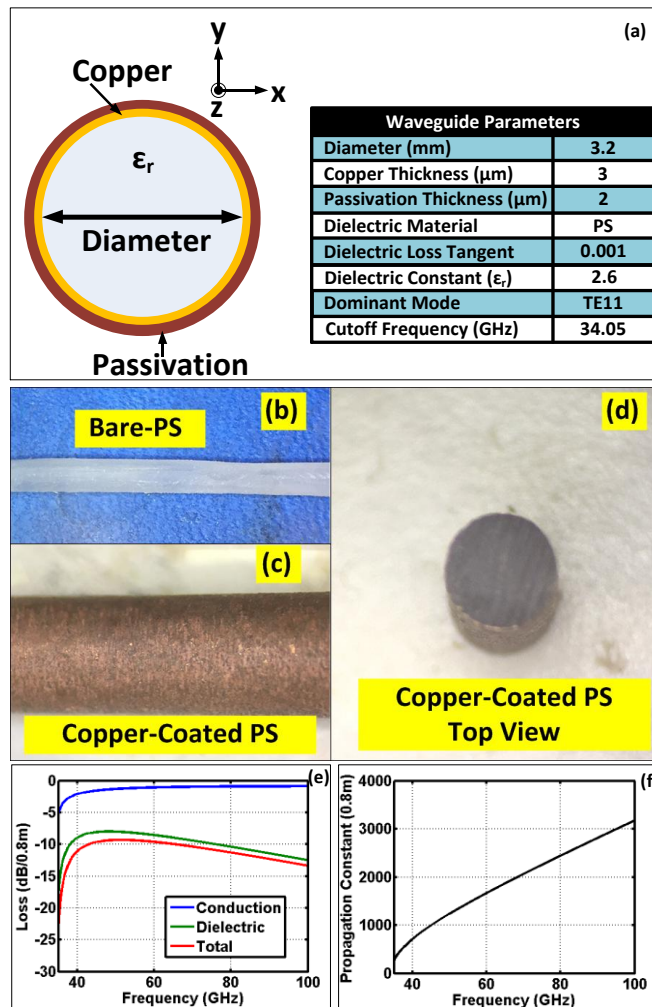 (a)
y
x
z
Copper
εr
Diameter
Passivation
Waveguide Parameters
Diameter (mm) 3.2
Copper Thickness (µm) 3
Passivation Thickness (µm) 2
Dielectric Material PS
Dielectric Loss Tangent 0.001
Dielectric Constant (εr) 2.6
Dominant Mode TE11
Cutoff Frequency (GHz) 34.05
(b)
Bare-PS
(c)
Copper-Coated PS
(d)
Copper-Coated PS
Top View
(e)
Loss (dB/0.8m)
0
-5
-10
-15
-20
-25
-30
Conduction
Dielectric
Total
40 60 80 100
Frequency (GHz)
(f
Propagation Constant (0.8m)
4000
3000
2000
1000
0
40 60 80 100
Frequency (GHz)